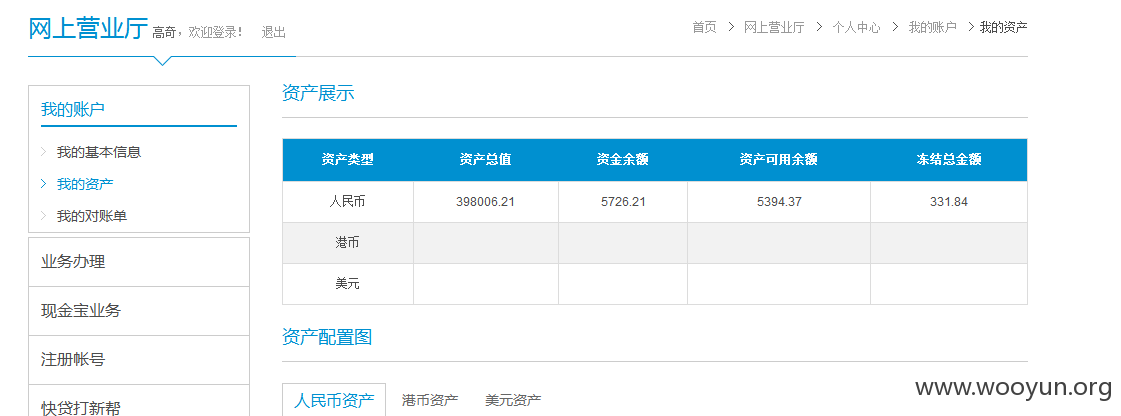 网上营业厅 高奇，欢迎登录！ 退出
首页 > 网上营业厅 > 个人中心 > 我的账户 > 我的资产
我的账户
> 我的基本信息
> 我的资产
> 我的对账单
业务办理
现金宝业务
注册帐号
快贷打新帮
资产展示
资产类型 资产总值 资金余额 资产可用余额 冻结总金额
人民币 398006.21 5726.21 5394.37 331.84
港币
美元
资产配置图
人民币资产 港币资产 美元资产
www.wooyun.org